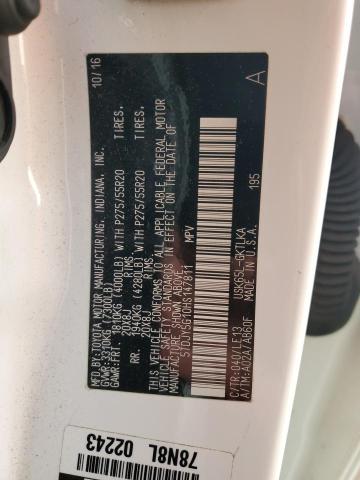 MFD.BY:TOYOTA MOTOR MANUFACTURING, INDIANA, INC. 10/16
GVWR:3310KG(7300LB)
GAWR:FRT. 1810KG(4000LB) WITH P275/55R20 TIRES,
20X8J RIMS,
RR. 1940KG(4280LB) WITH P275/55R20 TIRES,
20X8J RIMS,
THIS VEHICLE CONFORMS TO ALL APPLICABLE FEDERAL MOTOR
VEHICLE SAFETY STANDARDS IN EFFECT ON THE
DATE OF MANUFACTURE SHOWN ABOVE.
5TDJY5G10HS147811 MPV
C/TR:040/LE13 USK65L-GKTLKA
A/TM:A02A/AB60F MADE IN U.S.A. 195
A
78N8L 02243